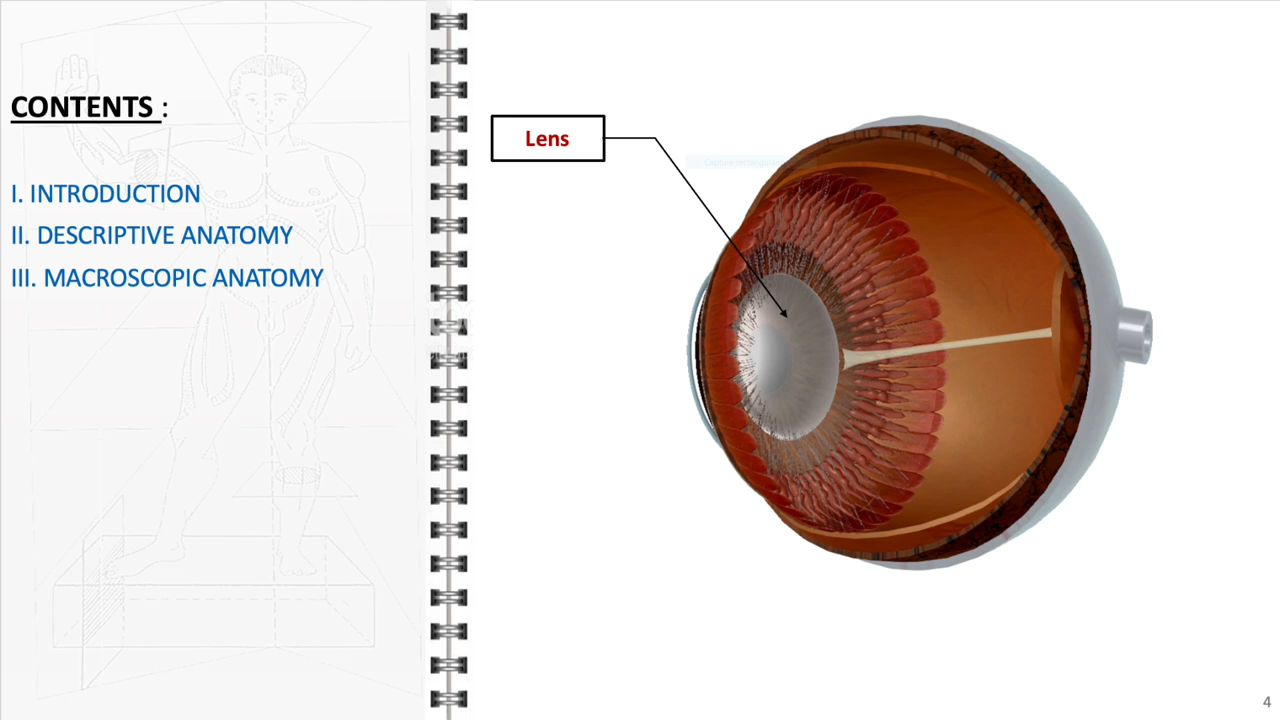 CONTENTS :
I. INTRODUCTION
II. DESCRIPTIVE ANATOMY
III. MACROSCOPIC ANATOMY
Lens
4